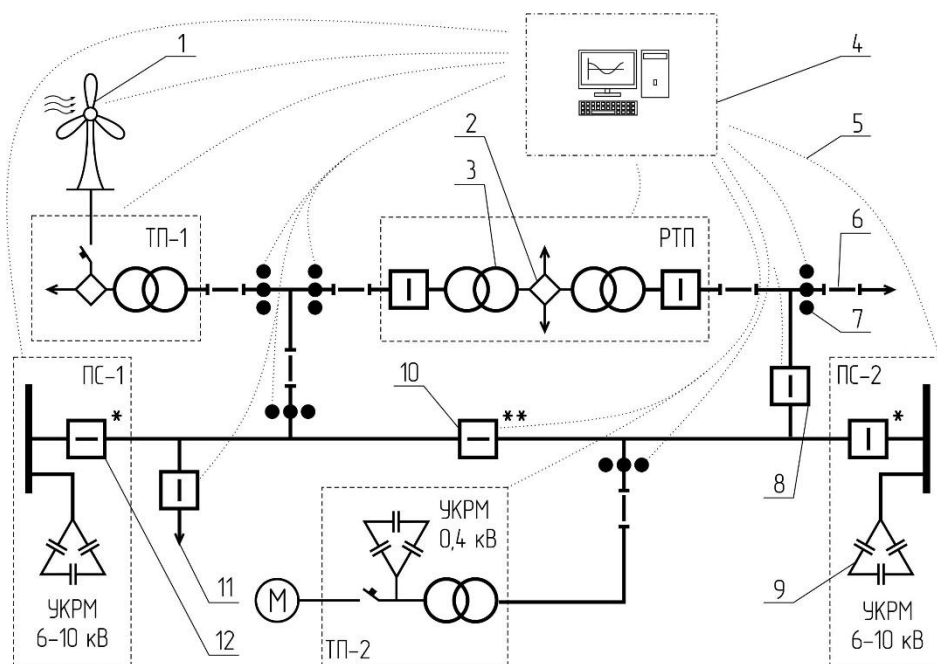 1
4
2
5
3
ТП-1
РТП
6
7
ПС-1
10
ПС-2
*
**
*
8
УКРМ
0,4 кВ
11
9
М
УКРМ
6-10 кВ
12
ТП-2
УКРМ
6-10 кВ